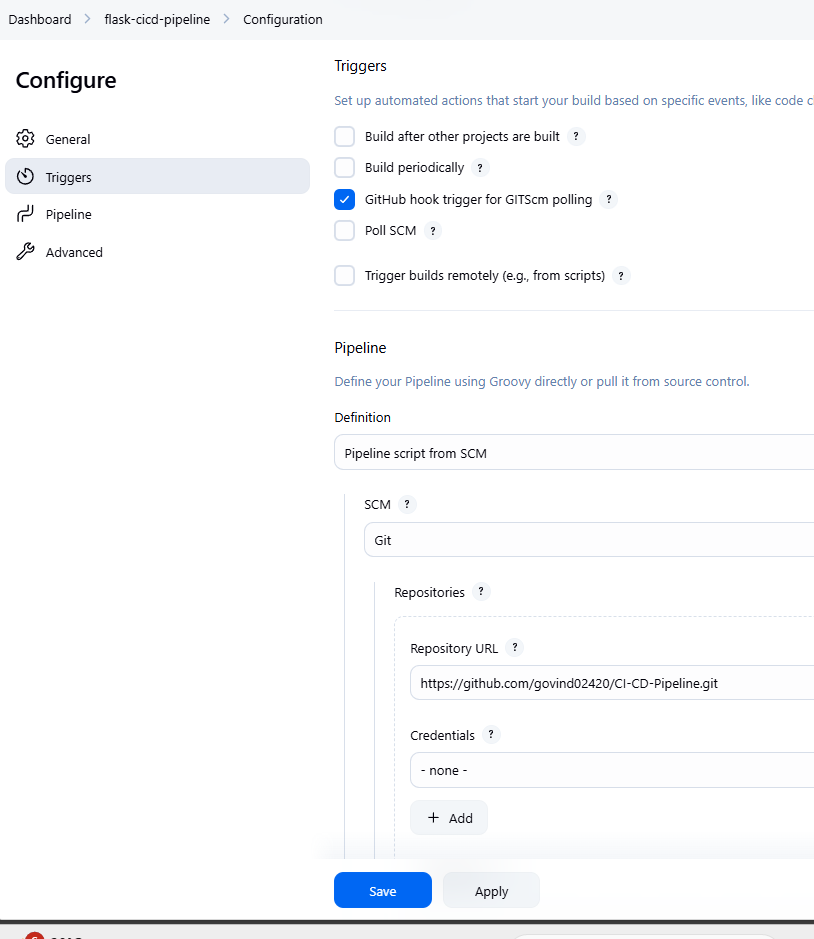 Dashboard > flask-cicd-pipeline > Configuration
Configure
General
Triggers
Pipeline
Advanced
Triggers
Set up automated actions that start your build based on specific events, like code
Build after other projects are built ?
Build periodically ?
GitHub hook trigger for GITScm polling ?
Poll SCM ?
Trigger builds remotely (e.g., from scripts) ?
Pipeline
Define your Pipeline using Groovy directly or pull it from source control.
Definition
Pipeline script from SCM
SCM ?
Git
Repositories ?
Repository URL ?
https://github.com/govind02420/CI-CD-Pipeline.git
Credentials ?
- none -
+ Add
Save
Apply